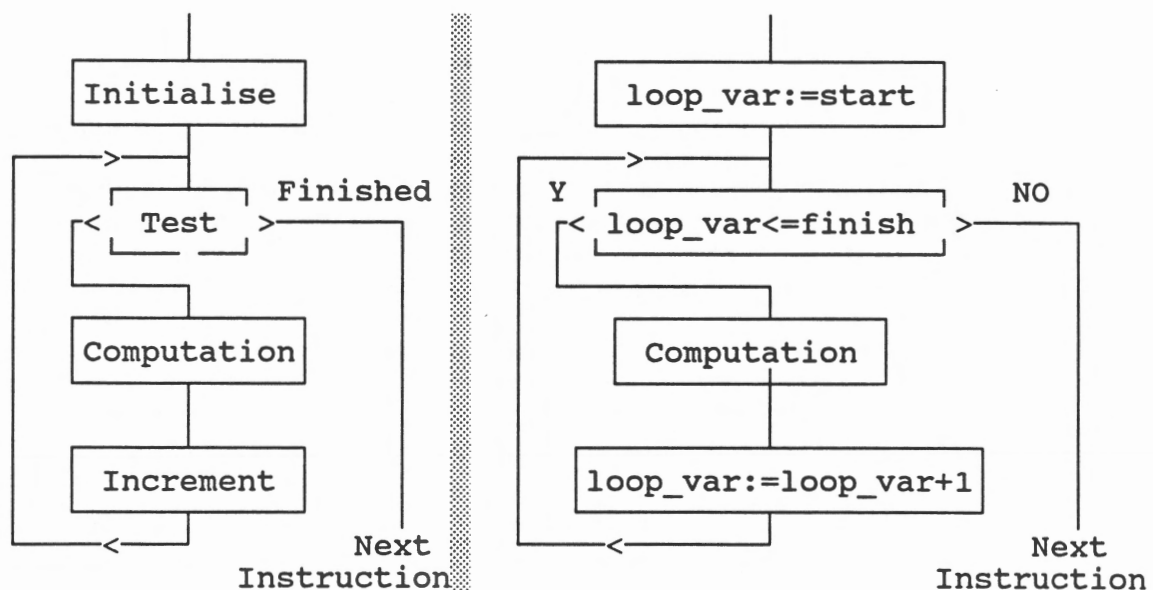 Initialise
Finished
< Test >
Computation
Increment
Next
Instruction
loop_var:=start
Y
NO
< loop_var<=finish >
Computation
loop_var:=loop_var+1
Next
Instruction